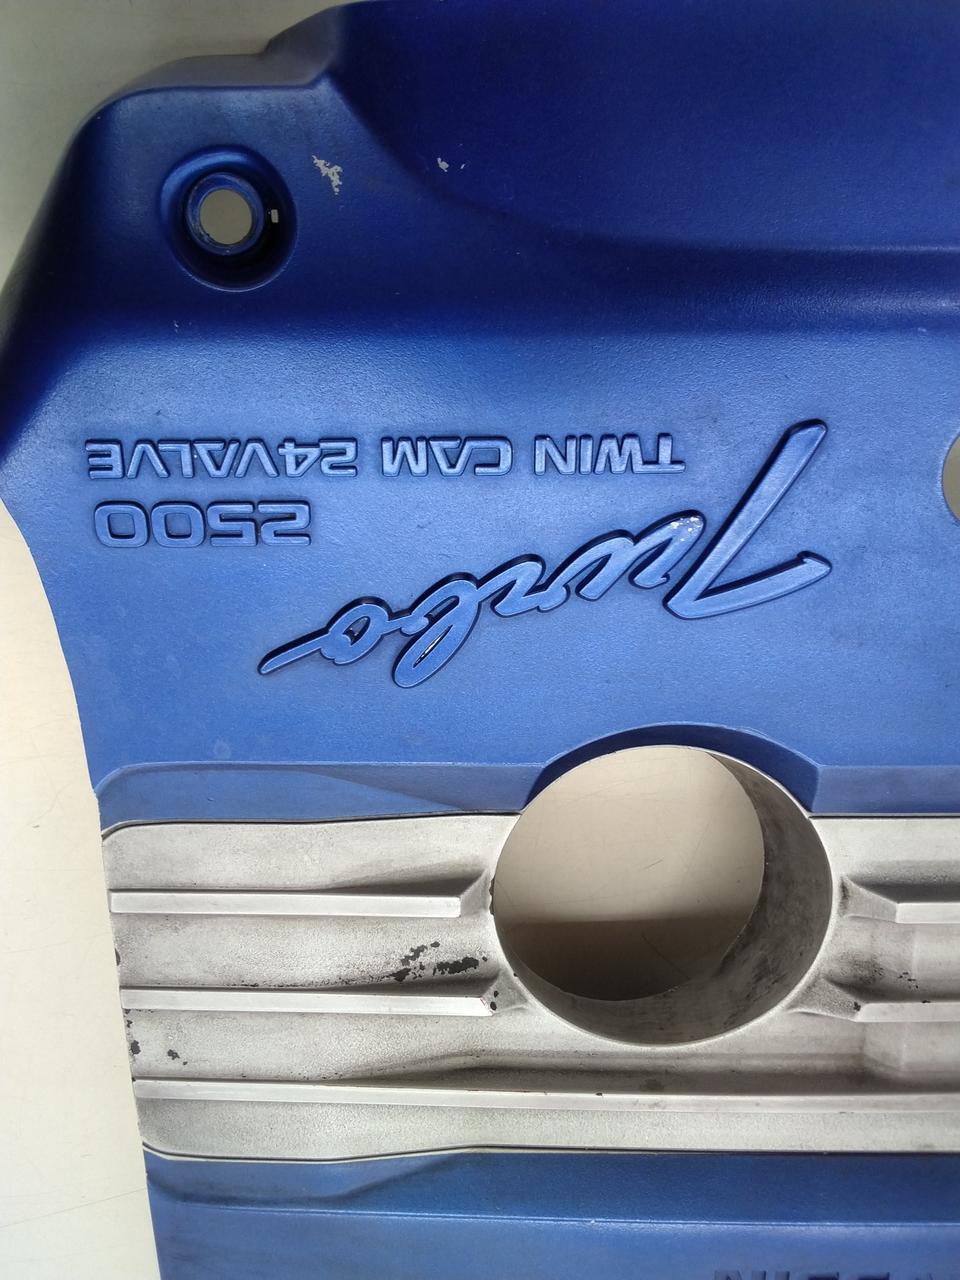 Turbo 2500
TWIN CAM 24VALVE